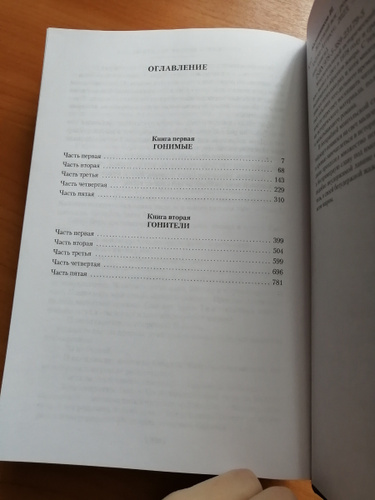 ОГЛАВЛЕНИЕ
Книга первая
ГОНИМЫЕ
Часть первая 7
Часть вторая 68
Часть третья 143
Часть четвертая 229
Часть пятая 310
Книга вторая
ГОНИТЕЛИ
Часть первая 399
Часть вторая 504
Часть третья 599
Часть четвертая 696
Часть пятая 781